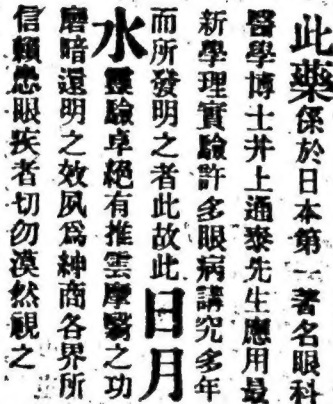 此藥係於日本第一著名眼科
醫學博士井上通泰先生應用最
新學理實驗許多眼病講究多年
而所發明之者此故此日月
水靈驗卓絕有推雲摩翳之功
磨暗還明之效夙為紳商各界所
信賴患眼疾者切勿漠然視之